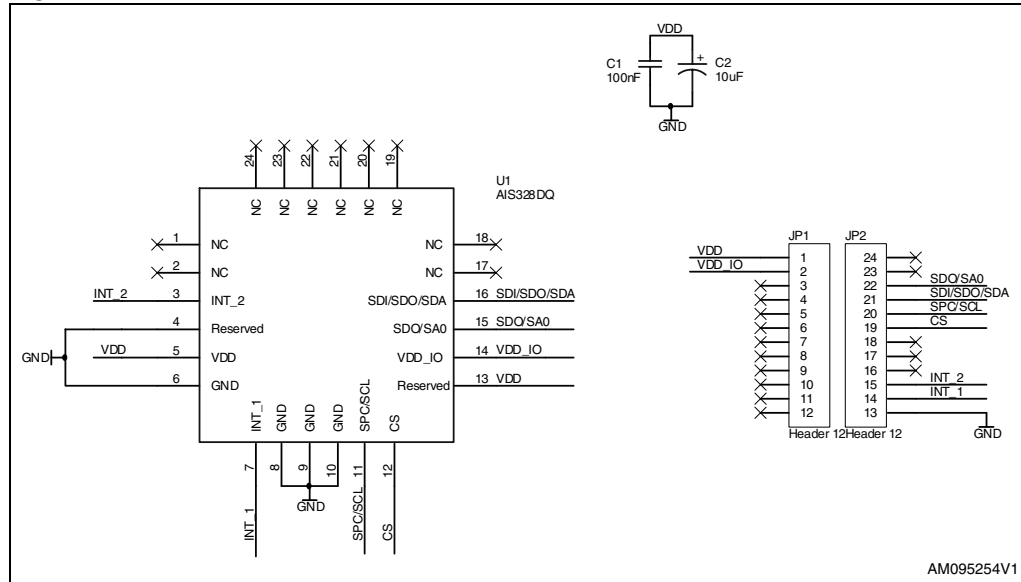 VDD
C1
100nF
+
C2
10uF
GND
24 23 22 21 20 19
NC NC NC NC NC NC
U1
AIS328DQ
1 NC
2 NC
INT_2 3 INT_2
4 Reserved
GND
VDD 5 VDD
6 GND
NC 18
NC 17
SDI/SDO/SDA 16 SDI/SDO/SDA
SDO/SA0 15 SDO/SA0
VDD_IO 14 VDD_IO
Reserved 13 VDD
INT_1 GND GND GND SPC/SCL CS
7 8 9 10 11 12
GND
INT_1 SPC/SCL CS
JP1
VDD 1
VDD_IO 2
3
4
5
6
7
8
9
10
11
12
Header 12
JP2
24
23
22 SDO/SA0
21 SDI/SDO/SDA
20 SPC/SCL
19 CS
18
17
16
15 INT_2
14 INT_1
13
Header 12
GND
AM095254V1